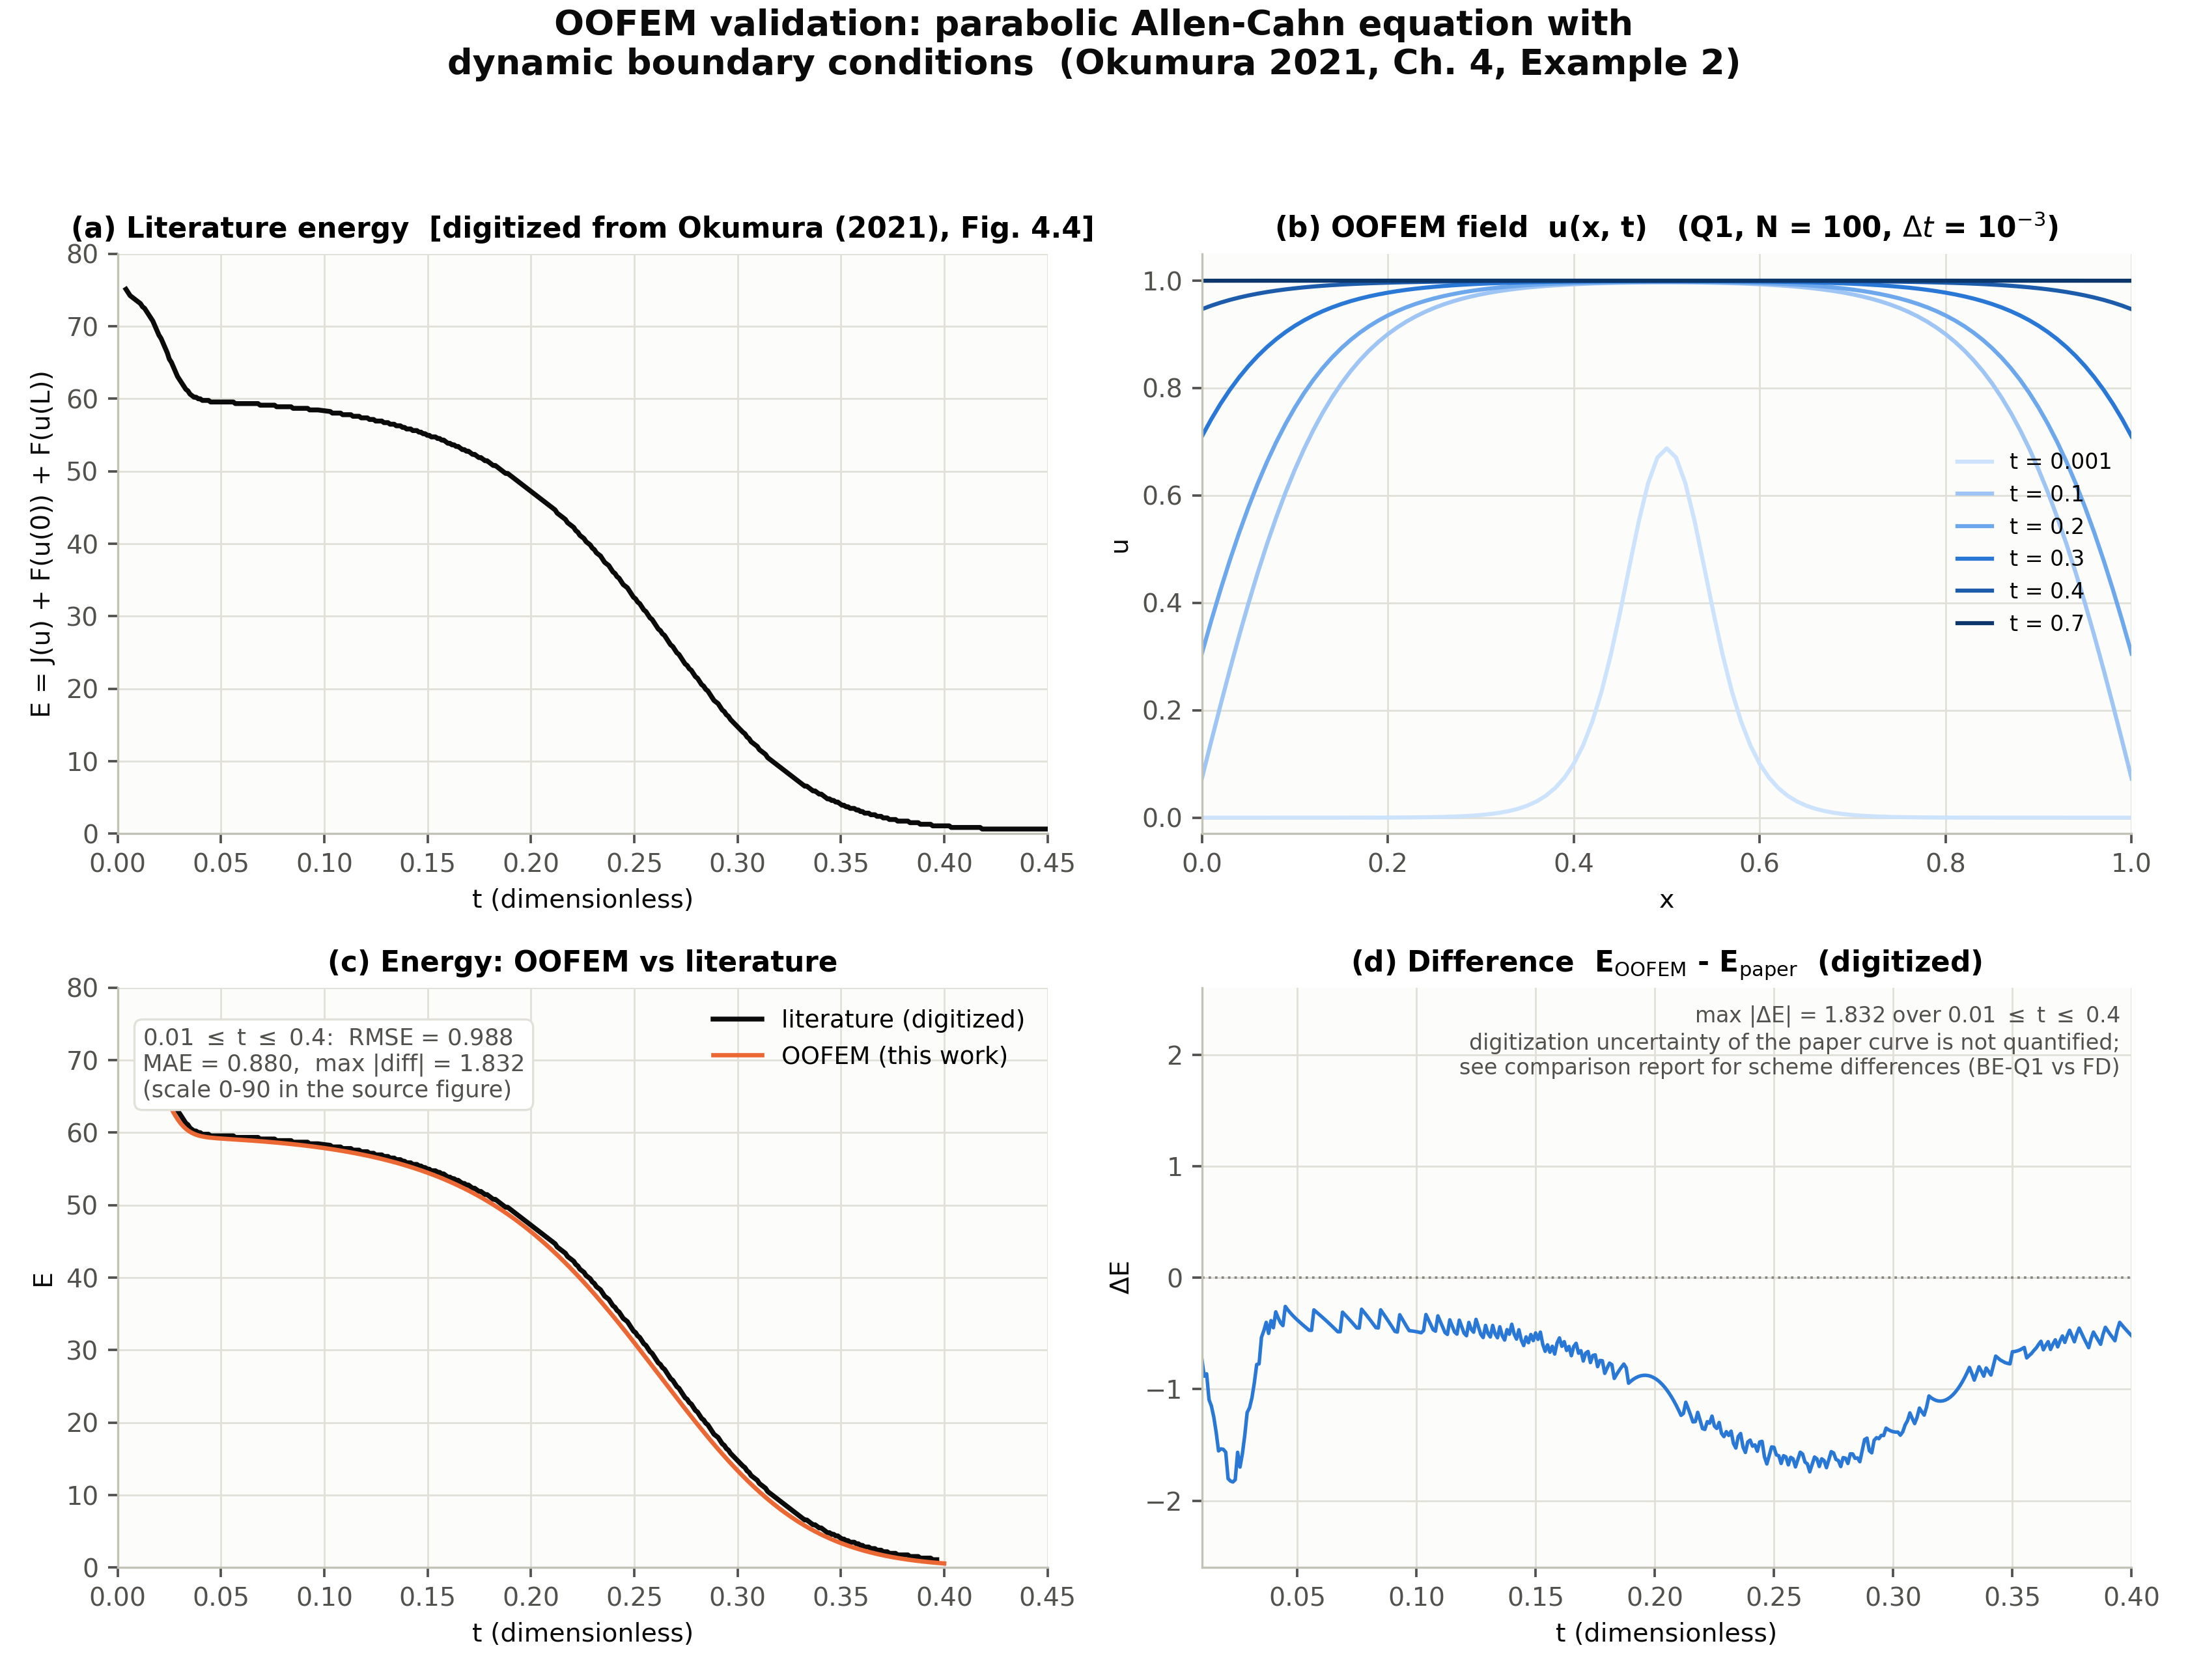 OOFEM validation: parabolic Allen-Cahn equation with
dynamic boundary conditions (Okumura 2021, Ch. 4, Example 2)
(a) Literature energy [digitized from Okumura (2021), Fig. 4.4]
E = J(u) + F(u(0)) + F(u(L))
80
70
60
50
40
30
20
10
0
0.00 0.05 0.10 0.15 0.20 0.25 0.30 0.35 0.40 0.45
t (dimensionless)
(b) OOFEM field u(x, t) (Q1, N = 100, Δt = 10⁻³)
u
1.0
0.8
0.6
0.4
0.2
0.0
t = 0.001
t = 0.1
t = 0.2
t = 0.3
t = 0.4
t = 0.7
0.0 0.2 0.4 0.6 0.8 1.0
x
(c) Energy: OOFEM vs literature
E
80
70
60
50
40
30
20
10
0
0.01 ≤ t ≤ 0.4: RMSE = 0.988
MAE = 0.880, max |diff| = 1.832
(scale 0-90 in the source figure)
literature (digitized)
OOFEM (this work)
0.00 0.05 0.10 0.15 0.20 0.25 0.30 0.35 0.40 0.45
t (dimensionless)
(d) Difference E_OOFEM - E_paper (digitized)
ΔE
max |ΔE| = 1.832 over 0.01 ≤ t ≤ 0.4
digitization uncertainty of the paper curve is not quantified;
see comparison report for scheme differences (BE-Q1 vs FD)
2
1
0
−1
−2
0.05 0.10 0.15 0.20 0.25 0.30 0.35 0.40
t (dimensionless)